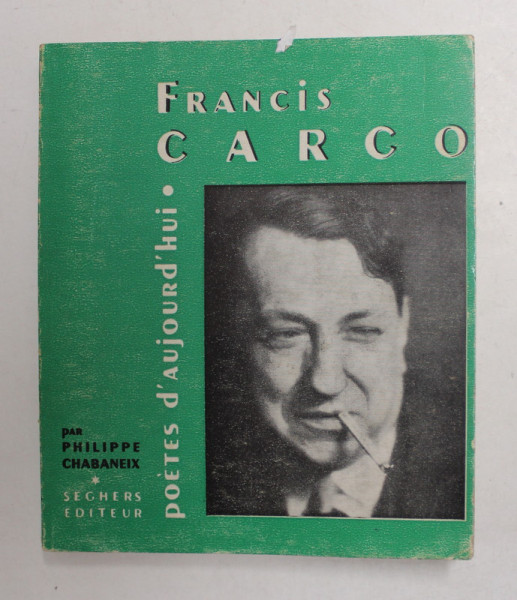 Francis
CARCO
poètes d'aujourd'hui •
par
PHILIPPE
CHABANEIX
*
SEGHERS
EDITEUR